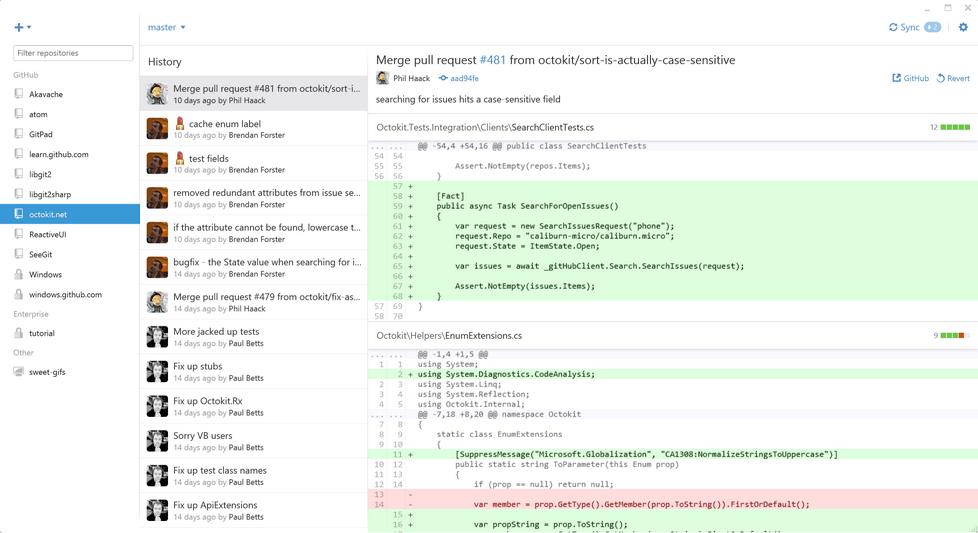 master
Sync
2
Filter repositories
GitHub
Akavache
atom
GitPad
learn.github.com
libgit2
libgit2sharp
octokit.net
ReactiveUI
SeeGit
Windows
windows.github.com
Enterprise
tutorial
Other
sweet-gifs
History
Merge pull request #481 from octokit/sort-i...
10 days ago by Phil Haack
cache enum label
10 days ago by Brendan Forster
test fields
10 days ago by Brendan Forster
removed redundant attributes from issue se...
10 days ago by Brendan Forster
if the attribute cannot be found, lowercase t...
10 days ago by Brendan Forster
bugfix - the State value when searching for i...
14 days ago by Brendan Forster
Merge pull request #479 from octokit/fix-as...
14 days ago by Phil Haack
More jacked up tests
14 days ago by Paul Betts
Fix up stubs
14 days ago by Paul Betts
Fix up Octokit.Rx
14 days ago by Paul Betts
Sorry VB users
14 days ago by Paul Betts
Fix up test class names
14 days ago by Paul Betts
Fix up ApiExtensions
14 days ago by Paul Betts
Merge pull request #481 from octokit/sort-is-actually-case-sensitive
Phil Haack aad94fe GitHub Revert
searching for issues hits a case-sensitive field
Octokit.Tests.Integration\Clients\SearchClientTests.cs 12
... ... @@ -54,4 +54,16 @@ public class SearchClientTests
54 54
55 55 Assert.NotEmpty(repos.Items);
56 56 }
57 +
58 + [Fact]
59 + public async Task SearchForOpenIssues()
60 + {
61 + var request = new SearchIssuesRequest("phone");
62 + request.Repo = "caliburn-micro/caliburn.micro";
63 + request.State = ItemState.Open;
64 +
65 + var issues = await _gitHubClient.Search.SearchIssues(request);
66 +
67 + Assert.NotEmpty(issues.Items);
68 + }
57 69 }
58 70
Octokit\Helpers\EnumExtensions.cs 9
... ... @@ -1,4 +1,5 @@
1 1 using System;
2 + using System.Diagnostics.CodeAnalysis;
2 3 using System.Linq;
3 4 using System.Reflection;
4 5 using Octokit.Internal;
... ... @@ -7,18 +8,20 @@ namespace Octokit
7 8 {
8 9 static class EnumExtensions
9 10 {
11 + [SuppressMessage("Microsoft.Globalization", "CA1308:NormalizeStringsToUppercase")]
10 12 public static string ToParameter(this Enum prop)
11 13 {
12 14 if (prop == null) return null;
13 -
14 - var member = prop.GetType().GetMember(prop.ToString()).FirstOrDefault();
15 +
16 + var propString = prop.ToString();